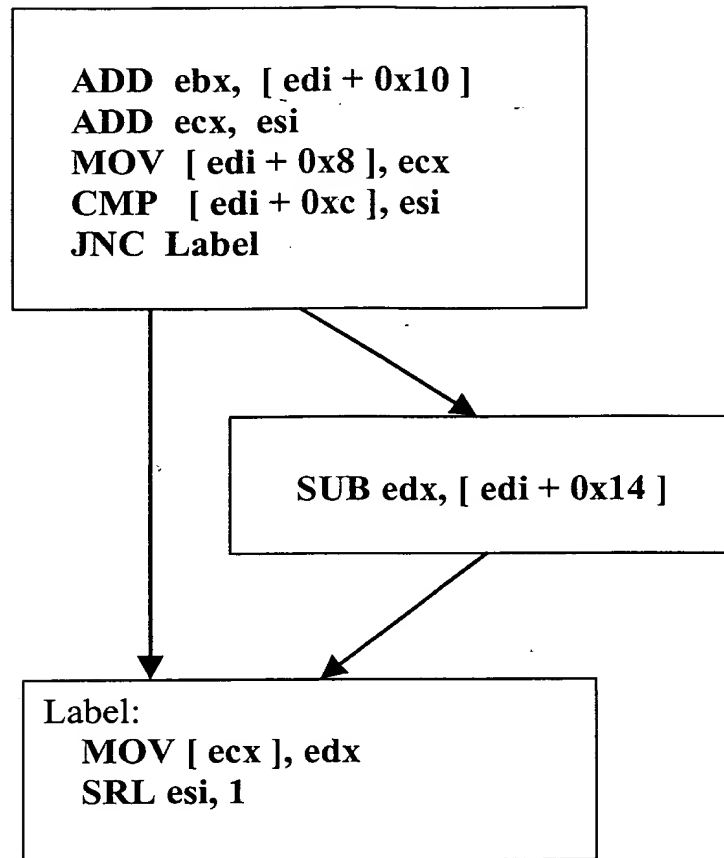 ADD ebx, [ edi + 0x10 ]
ADD ecx, esi
MOV [ edi + 0x8 ], ecx
CMP [ edi + 0xc ], esi
JNC Label
SUB edx, [ edi + 0x14 ]
Label:
MOV [ ecx ], edx
SRL esi, 1